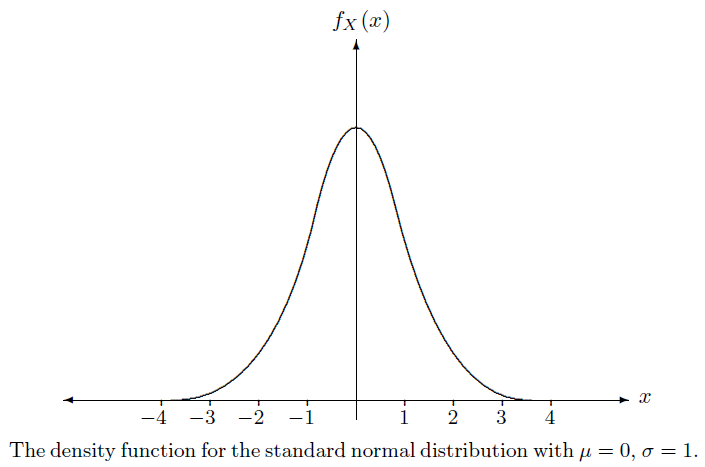 f_X(x)
x
−4 −3 −2 −1 1 2 3 4
The density function for the standard normal distribution with μ = 0, σ = 1.